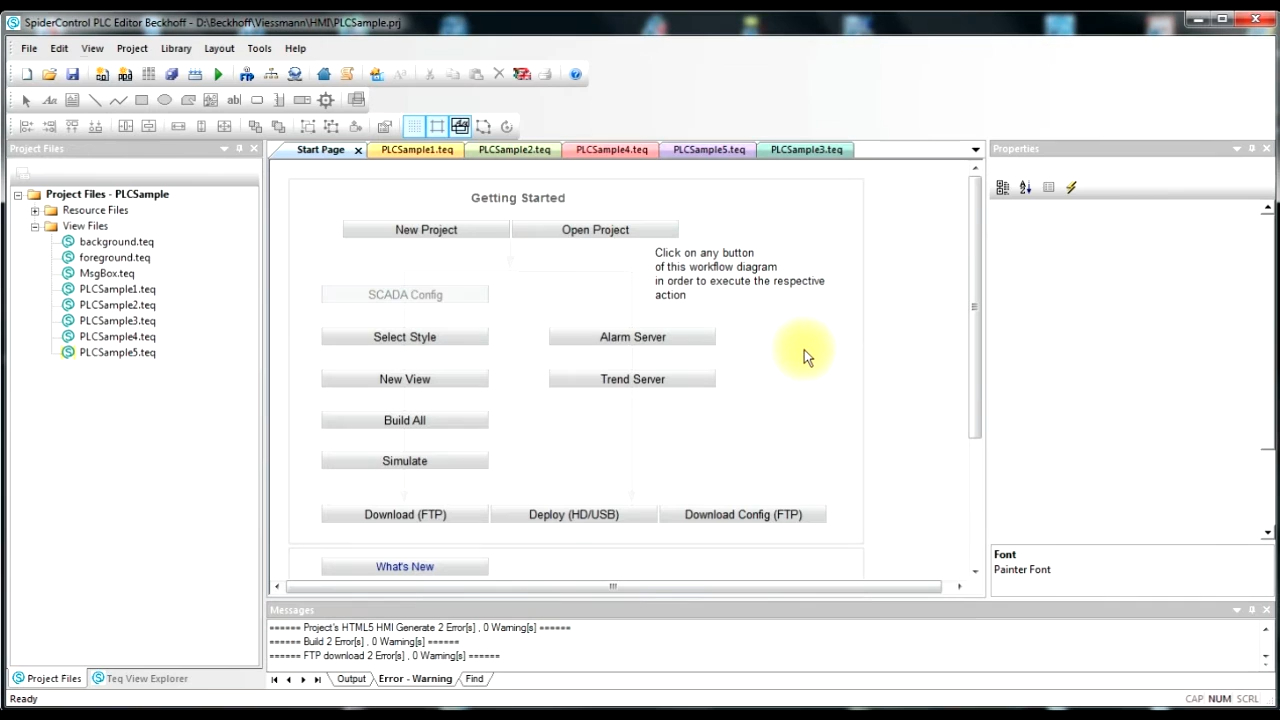 SpiderControl PLC Editor Beckhoff - D:\Beckhoff\Viessmann\HMI\PLCSample.prj
File Edit View Project Library Layout Tools Help
Project Files
Start Page PLCSample1.teq PLCSample2.teq PLCSample4.teq PLCSample5.teq PLCSample3.teq
Properties
Project Files - PLCSample
Resource Files
View Files
background.teq
foreground.teq
MsgBox.teq
PLCSample1.teq
PLCSample2.teq
PLCSample3.teq
PLCSample4.teq
PLCSample5.teq
Getting Started
New Project Open Project
Click on any button
of this workflow diagram
in order to execute the respective
action
SCADA Config
Select Style Alarm Server
New View Trend Server
Build All
Simulate
Download (FTP) Deploy (HD/USB) Download Config (FTP)
What's New
Font
Painter Font
Messages
====== Project's HTML5 HMI Generate 2 Error[s] , 0 Warning[s] ======
====== Build 2 Error[s] , 0 Warning[s] ======
====== FTP download 2 Error[s] , 0 Warning[s] ======
Project Files Teq View Explorer
Output Error - Warning Find
Ready
CAP NUM SCRL